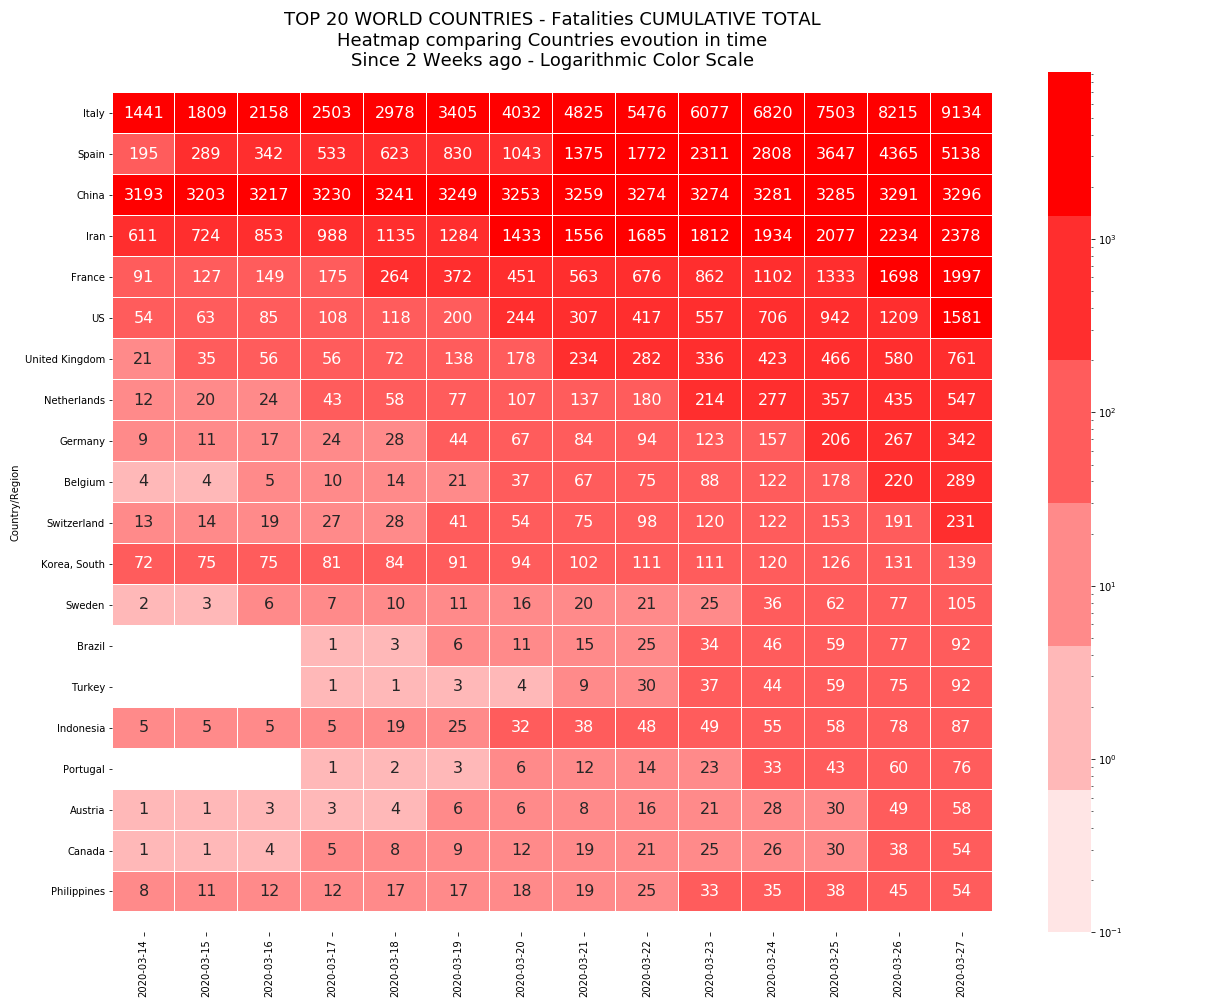 TOP 20 WORLD COUNTRIES - Fatalities CUMULATIVE TOTAL
Heatmap comparing Countries evoution in time
Since 2 Weeks ago - Logarithmic Color Scale
Country/Region
Italy 1441 1809 2158 2503 2978 3405 4032 4825 5476 6077 6820 7503 8215 9134
Spain 195 289 342 533 623 830 1043 1375 1772 2311 2808 3647 4365 5138
China 3193 3203 3217 3230 3241 3249 3253 3259 3274 3274 3281 3285 3291 3296
Iran 611 724 853 988 1135 1284 1433 1556 1685 1812 1934 2077 2234 2378
France 91 127 149 175 264 372 451 563 676 862 1102 1333 1698 1997
US 54 63 85 108 118 200 244 307 417 557 706 942 1209 1581
United Kingdom 21 35 56 56 72 138 178 234 282 336 423 466 580 761
Netherlands 12 20 24 43 58 77 107 137 180 214 277 357 435 547
Germany 9 11 17 24 28 44 67 84 94 123 157 206 267 342
Belgium 4 4 5 10 14 21 37 67 75 88 122 178 220 289
Switzerland 13 14 19 27 28 41 54 75 98 120 122 153 191 231
Korea, South 72 75 75 81 84 91 94 102 111 111 120 126 131 139
Sweden 2 3 6 7 10 11 16 20 21 25 36 62 77 105
Brazil 1 3 6 11 15 25 34 46 59 77 92
Turkey 1 1 3 4 9 30 37 44 59 75 92
Indonesia 5 5 5 5 19 25 32 38 48 49 55 58 78 87
Portugal 1 2 3 6 12 14 23 33 43 60 76
Austria 1 1 3 3 4 6 6 8 16 21 28 30 49 58
Canada 1 1 4 5 8 9 12 19 21 25 26 30 38 54
Philippines 8 11 12 12 17 17 18 19 25 33 35 38 45 54
2020-03-14 2020-03-15 2020-03-16 2020-03-17 2020-03-18 2020-03-19 2020-03-20 2020-03-21 2020-03-22 2020-03-23 2020-03-24 2020-03-25 2020-03-26 2020-03-27
10³
10²
10¹
10⁰
10⁻¹